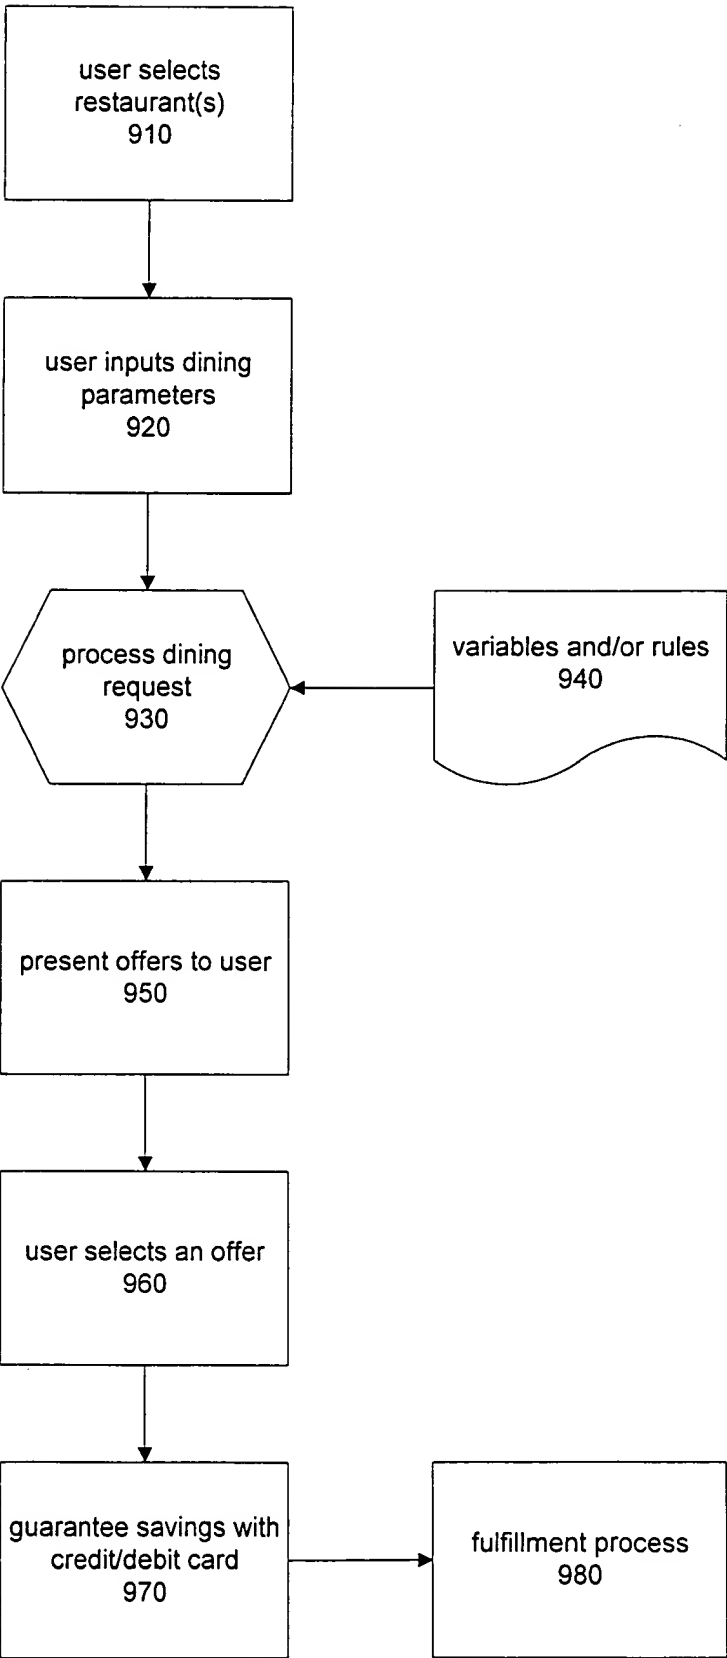 user selects
restaurant(s)
910
user inputs dining
parameters
920
process dining
request
930
variables and/or rules
940
present offers to user
950
user selects an offer
960
guarantee savings with
credit/debit card
970
fulfillment process
980